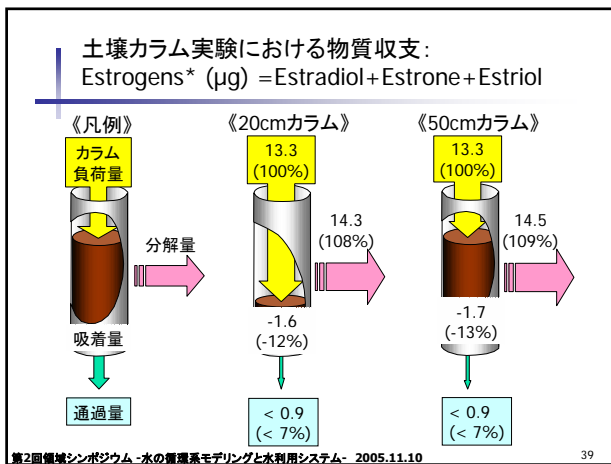 土壌カラム実験における物質収支:
Estrogens* (μg) =Estradiol+Estrone+Estriol
《凡例》
カラム
負荷量
分解量
吸着量
通過量
《20cmカラム》
13.3
(100%)
14.3
(108%)
-1.6
(-12%)
< 0.9
(< 7%)
《50cmカラム》
13.3
(100%)
14.5
(109%)
-1.7
(-13%)
< 0.9
(< 7%)
第2回領域シンポジウム -水の循環系モデリングと水利用システム- 2005.11.10
39